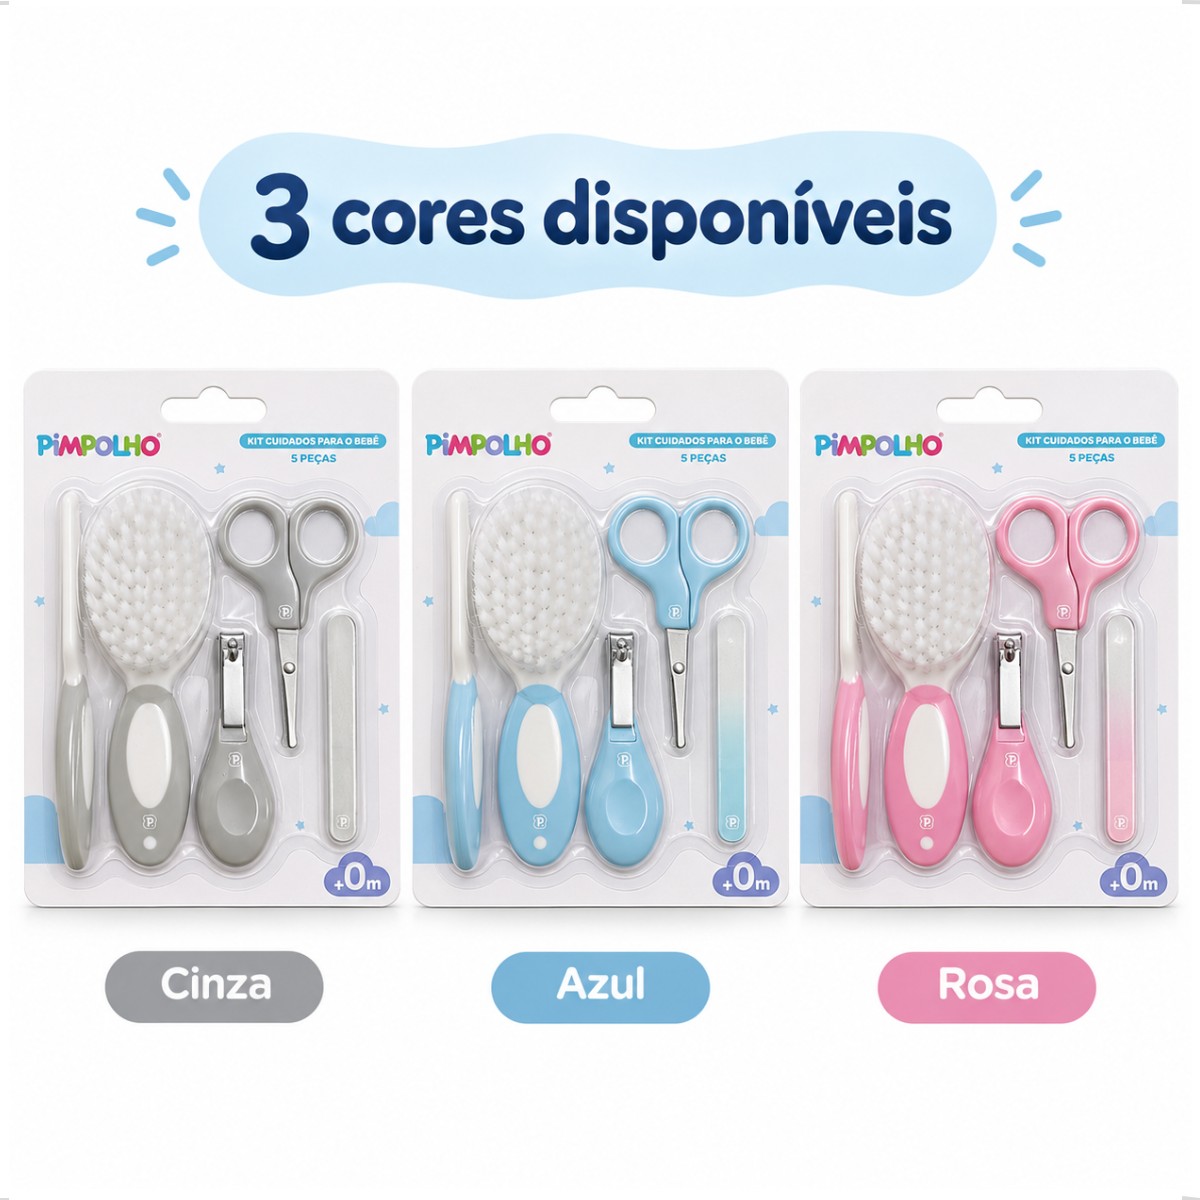 3 cores disponíveis
PiMPOLHO®
KIT CUIDADOS PARA O BEBÊ
5 PEÇAS
P.
P.
P.
P.
+0m
PiMPOLHO®
KIT CUIDADOS PARA O BEBÊ
5 PEÇAS
P.
P.
P.
P.
+0m
PiMPOLHO®
KIT CUIDADOS PARA O BEBÊ
5 PEÇAS
P.
P.
P.
P.
+0m
Cinza
Azul
Rosa